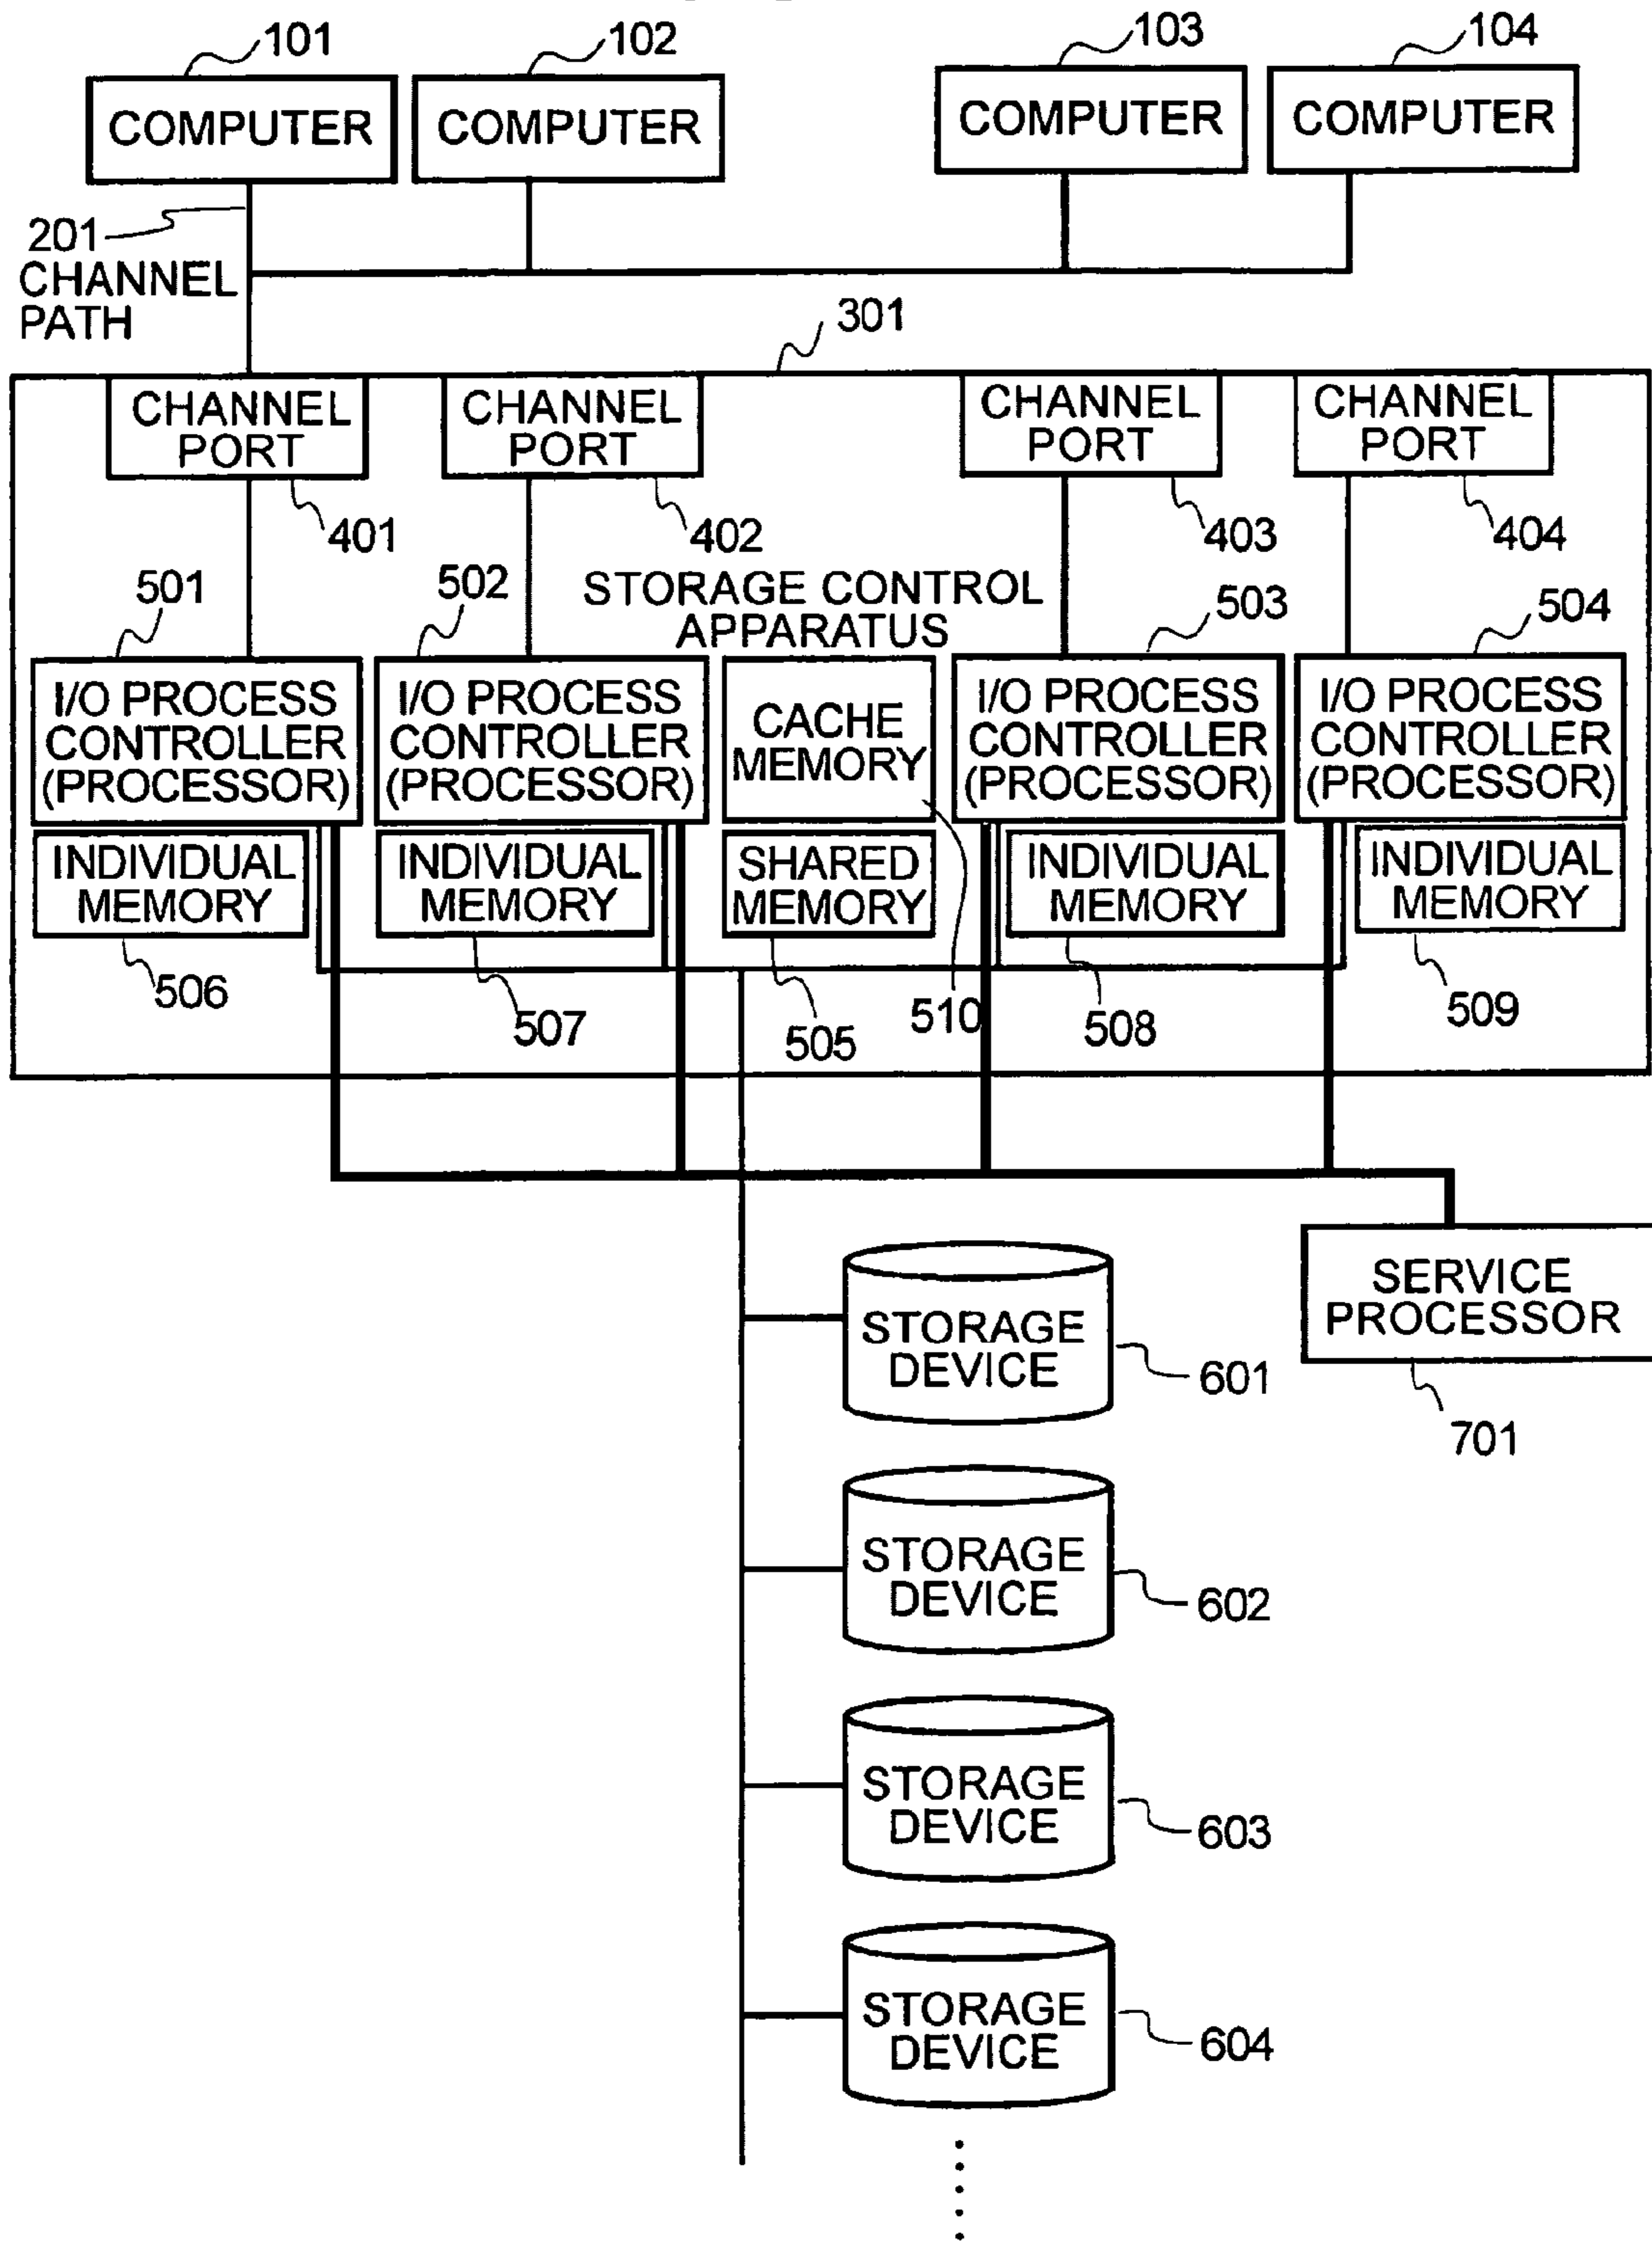 101
102
103
104
COMPUTER
COMPUTER
COMPUTER
COMPUTER
201
CHANNEL
PATH
301
CHANNEL
PORT
CHANNEL
PORT
CHANNEL
PORT
CHANNEL
PORT
401
402
403
404
STORAGE CONTROL
APPARATUS
501
502
503
504
I/O PROCESS
CONTROLLER
(PROCESSOR)
I/O PROCESS
CONTROLLER
(PROCESSOR)
CACHE
MEMORY
I/O PROCESS
CONTROLLER
(PROCESSOR)
I/O PROCESS
CONTROLLER
(PROCESSOR)
INDIVIDUAL
MEMORY
INDIVIDUAL
MEMORY
SHARED
MEMORY
INDIVIDUAL
MEMORY
INDIVIDUAL
MEMORY
506
507
505
510
508
509
SERVICE
PROCESSOR
701
STORAGE
DEVICE
601
STORAGE
DEVICE
602
STORAGE
DEVICE
603
STORAGE
DEVICE
604